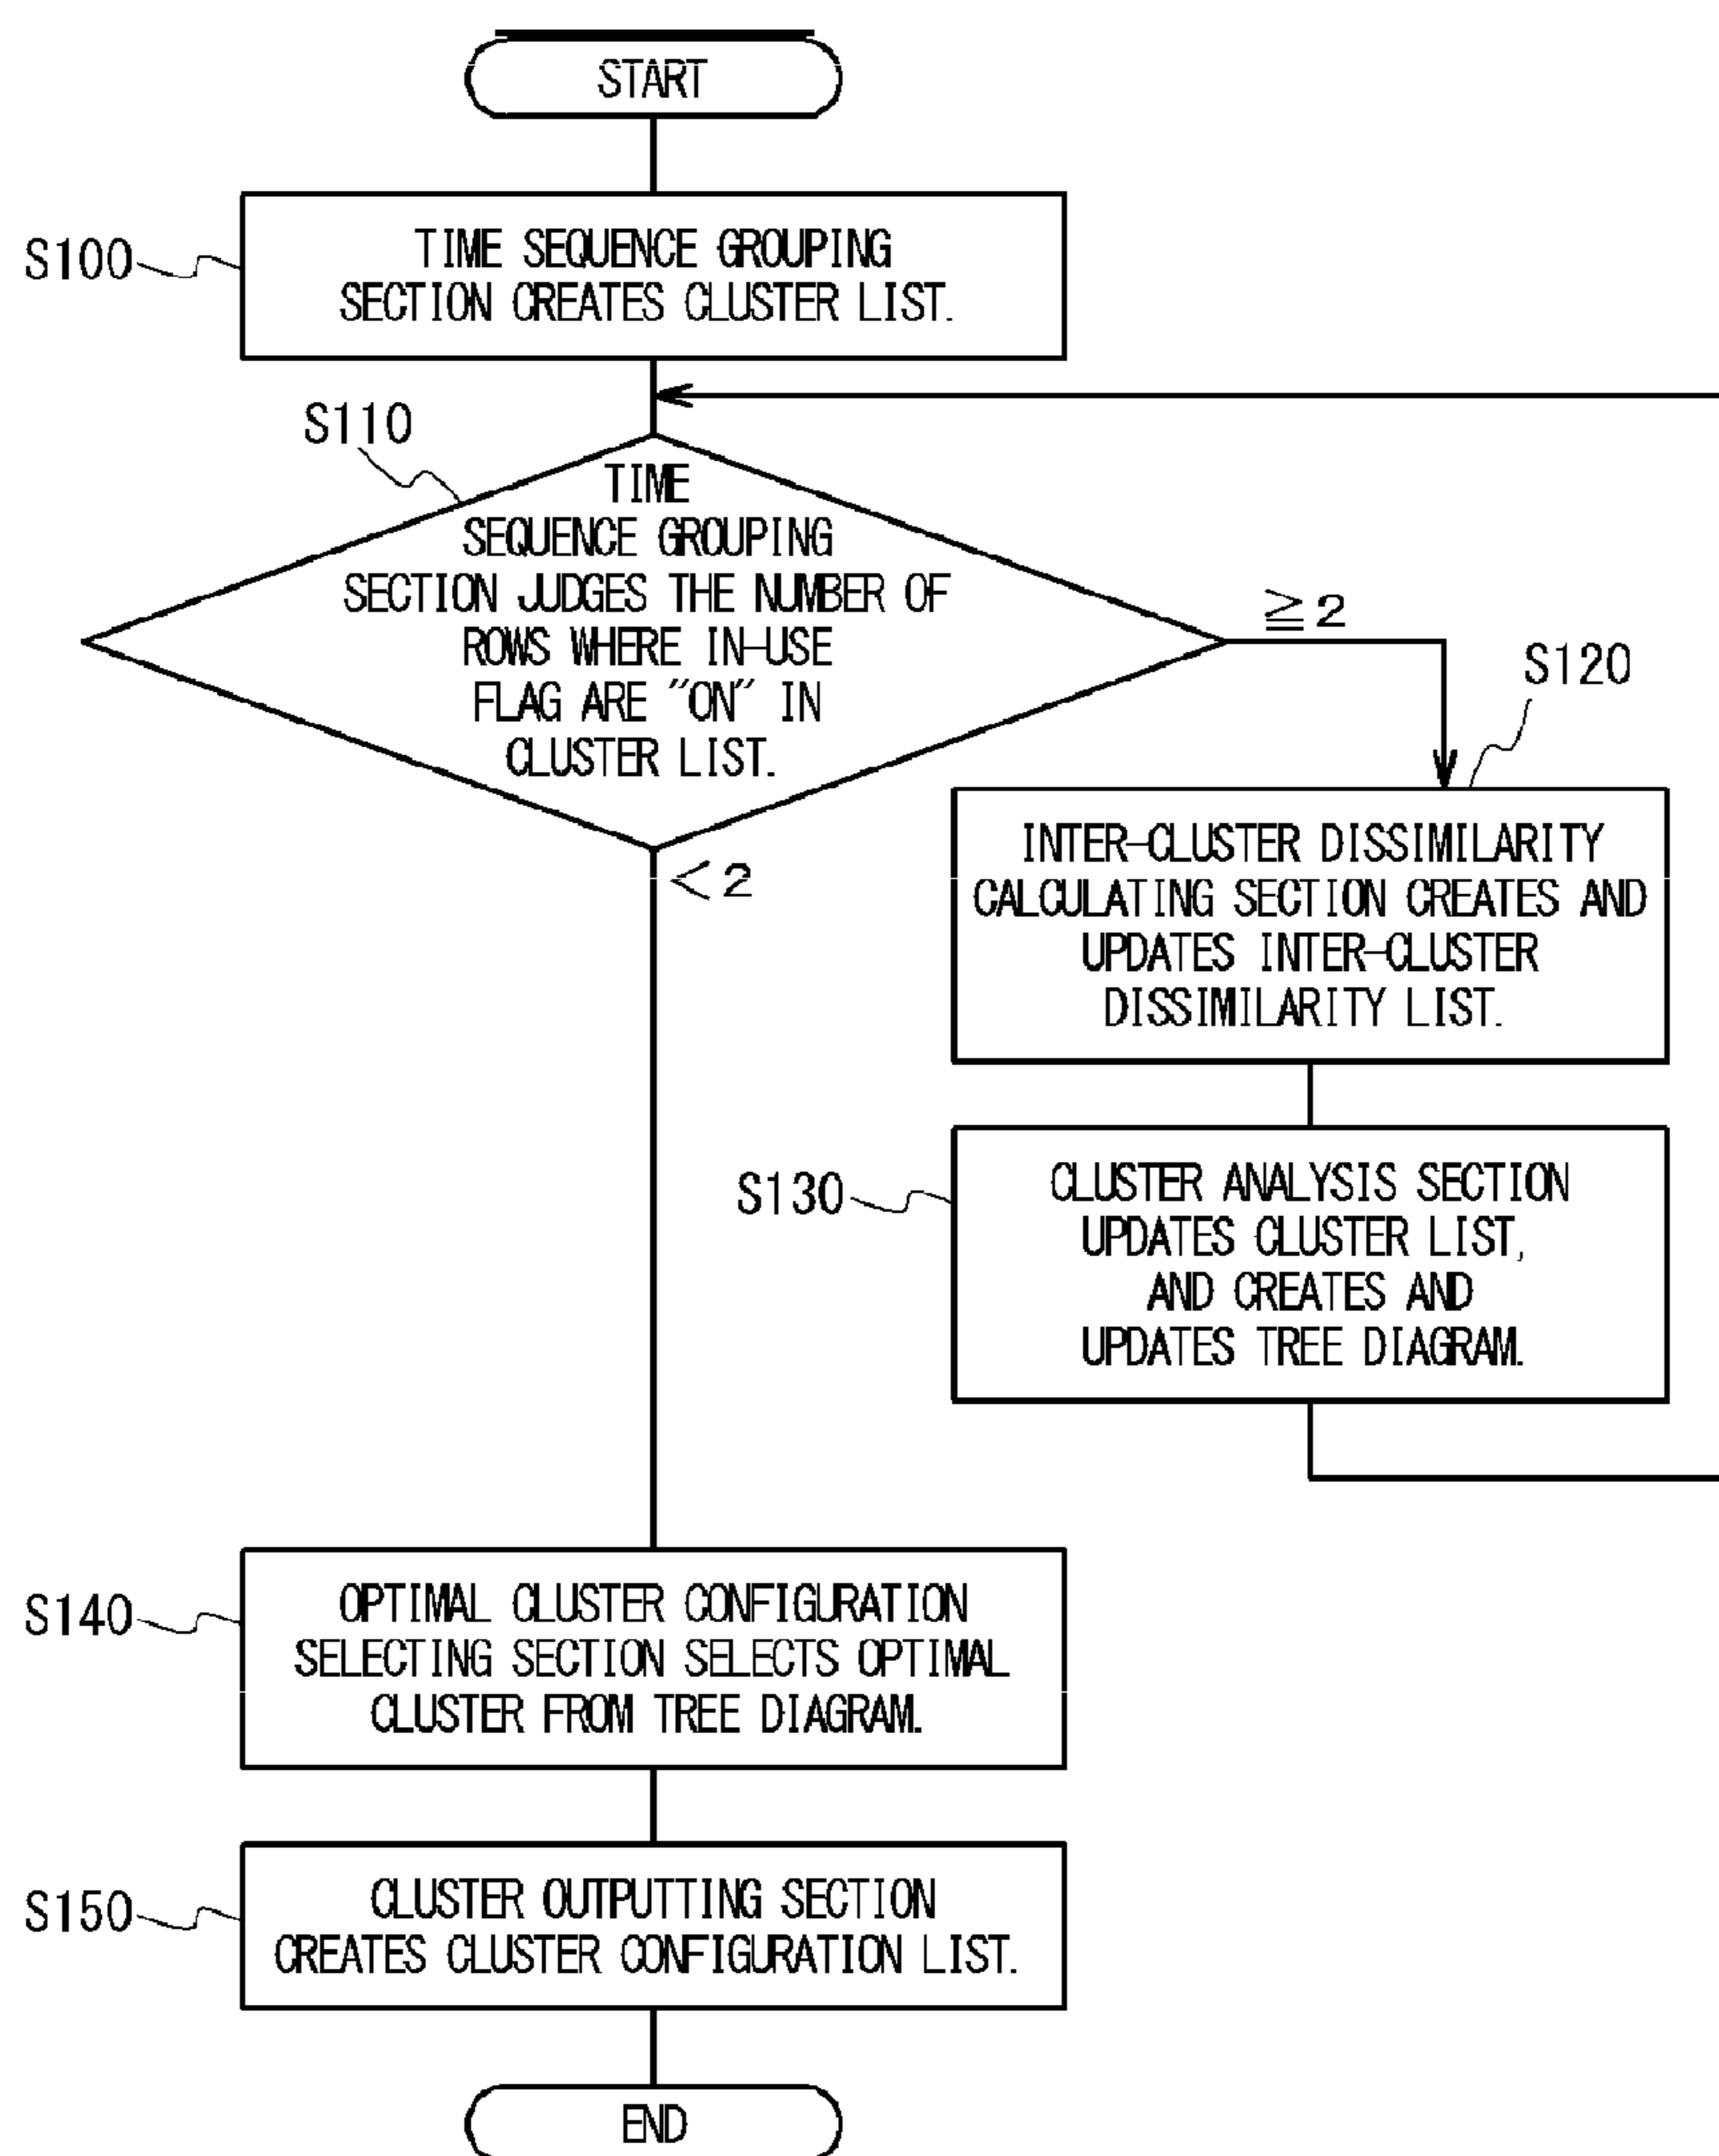 START
S100
TIME SEQUENCE GROUPING
SECTION CREATES CLUSTER LIST.
S110
TIME
SEQUENCE GROUPING
SECTION JUDGES THE NUMBER OF
ROWS WHERE IN-USE
FLAG ARE "ON" IN
CLUSTER LIST.
≧2
<2
S120
INTER-CLUSTER DISSIMILARITY
CALCULATING SECTION CREATES AND
UPDATES INTER-CLUSTER
DISSIMILARITY LIST.
S130
CLUSTER ANALYSIS SECTION
UPDATES CLUSTER LIST,
AND CREATES AND
UPDATES TREE DIAGRAM.
S140
OPTIMAL CLUSTER CONFIGURATION
SELECTING SECTION SELECTS OPTIMAL
CLUSTER FROM TREE DIAGRAM.
S150
CLUSTER OUTPUTTING SECTION
CREATES CLUSTER CONFIGURATION LIST.
END